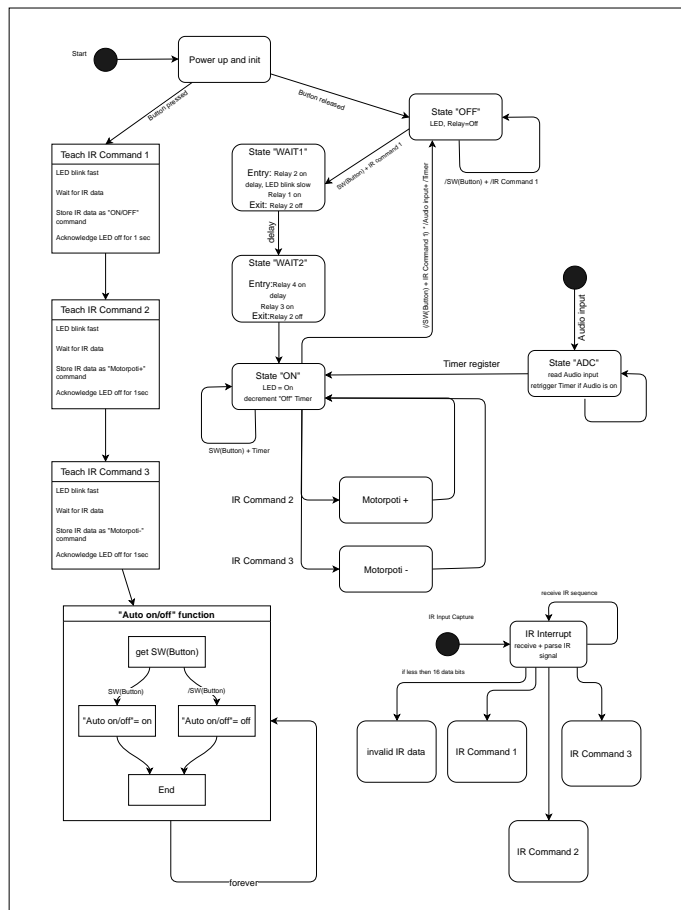 Start
Power up and init
Button pressed
Button released
State "OFF"
LED, Relay=Off
/SW(Button) + /IR Command 1
SW(Button) + IR command 1
State "WAIT1"
Entry: Relay 2 on
delay, LED blink slow
Relay 1 on
Exit: Relay 2 off
delay
State "WAIT2"
Entry:Relay 4 on
delay
Relay 3 on
Exit:Relay 2 off
(/SW(Button) + IR Command 1) * /Audio input+ /Timer
State "ON"
LED = On
decrement "Off" Timer
SW(Button) + Timer
Timer register
Audio input
State "ADC"
read Audio input
retrigger Timer if Audio is on
IR Command 2
Motorpoti +
IR Command 3
Motorpoti -
Teach IR Command 1
LED blink fast
Wait for IR data
Store IR data as "ON/OFF"
command
Acknowledge LED off for 1 sec
Teach IR Command 2
LED blink fast
Wait for IR data
Store IR data as "Motorpoti+"
command
Acknowledge LED off for 1sec
Teach IR Command 3
LED blink fast
Wait for IR data
Store IR data as "Motorpoti-"
command
Acknowledge LED off for 1sec
"Auto on/off" function
get SW(Button)
SW(Button)
/SW(Button)
"Auto on/off"= on
"Auto on/off"= off
End
forever
IR Input Capture
receive IR sequence
IR Interrupt
receive + parse IR
signal
if less then 16 data bits
invalid IR data
IR Command 1
IR Command 3
IR Command 2